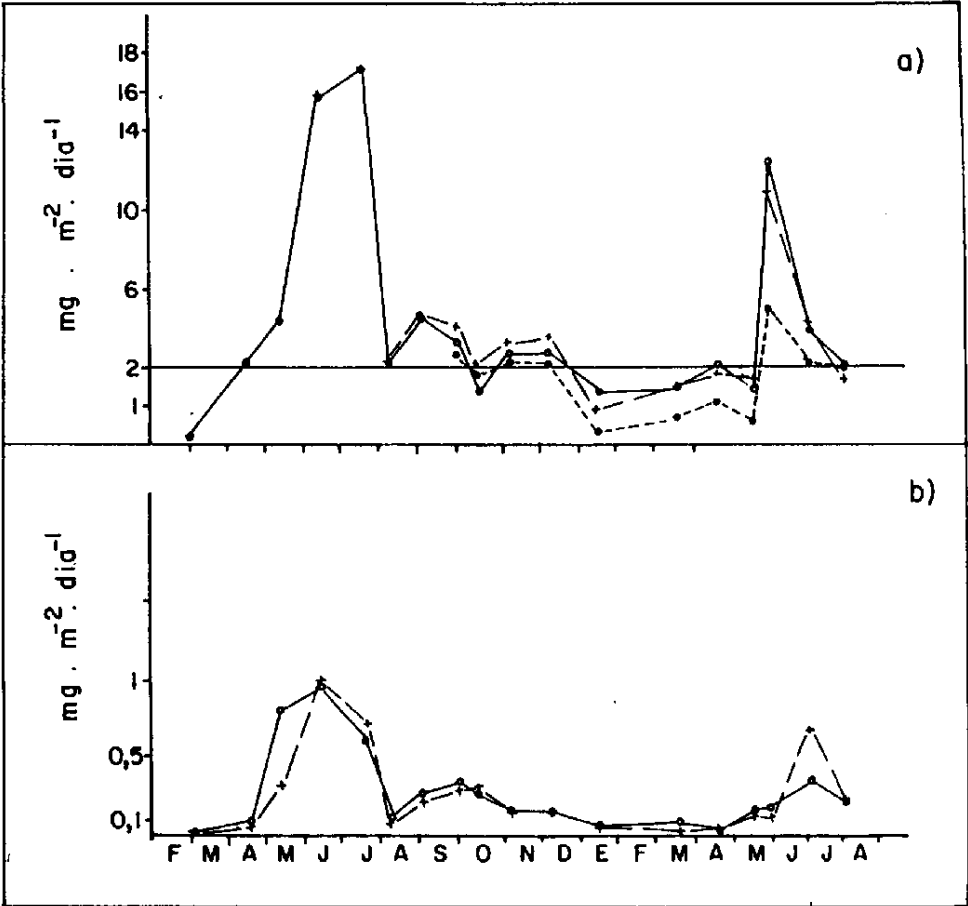 a)
mg . m⁻² . dia⁻¹
18
16
14
10
6
2
1
b)
mg . m⁻² . dia⁻¹
1
0,5
0,1
F M A M J J A S O N D E F M A M J J A